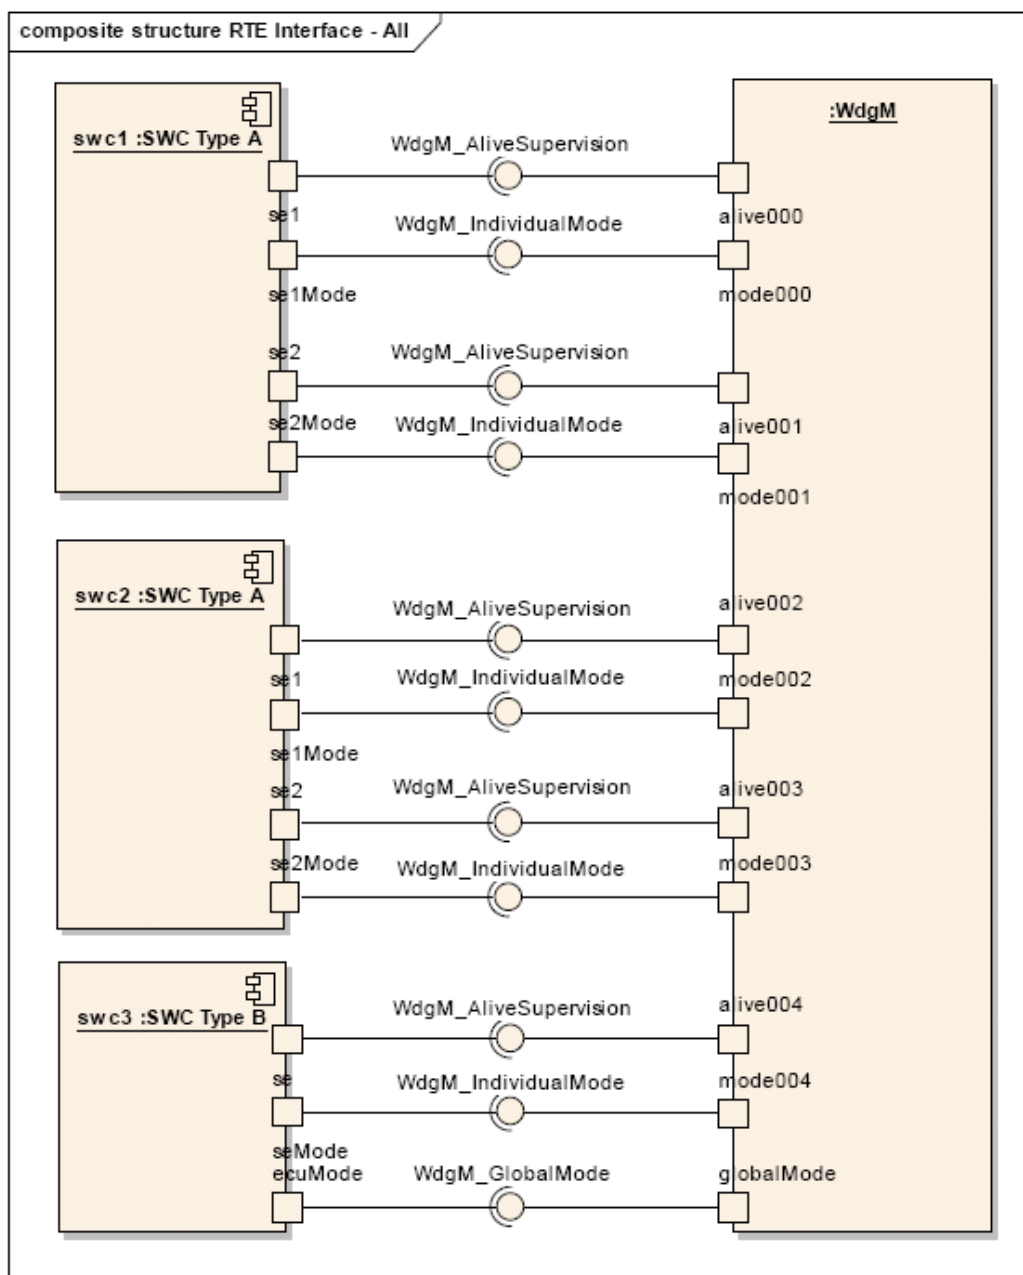 composite structure RTE Interface - All
:WdgM
swc1 :SWC Type A
WdgM_AliveSupervision
se1
alive000
WdgM_IndividualMode
se1Mode
mode000
se2
WdgM_AliveSupervision
se2Mode
WdgM_IndividualMode
alive001
mode001
swc2 :SWC Type A
WdgM_AliveSupervision
alive002
se1
WdgM_IndividualMode
mode002
se1Mode
se2
WdgM_AliveSupervision
alive003
se2Mode
WdgM_IndividualMode
mode003
swc3 :SWC Type B
WdgM_AliveSupervision
alive004
se
WdgM_IndividualMode
mode004
seMode
ecuMode
WdgM_GlobalMode
globalMode